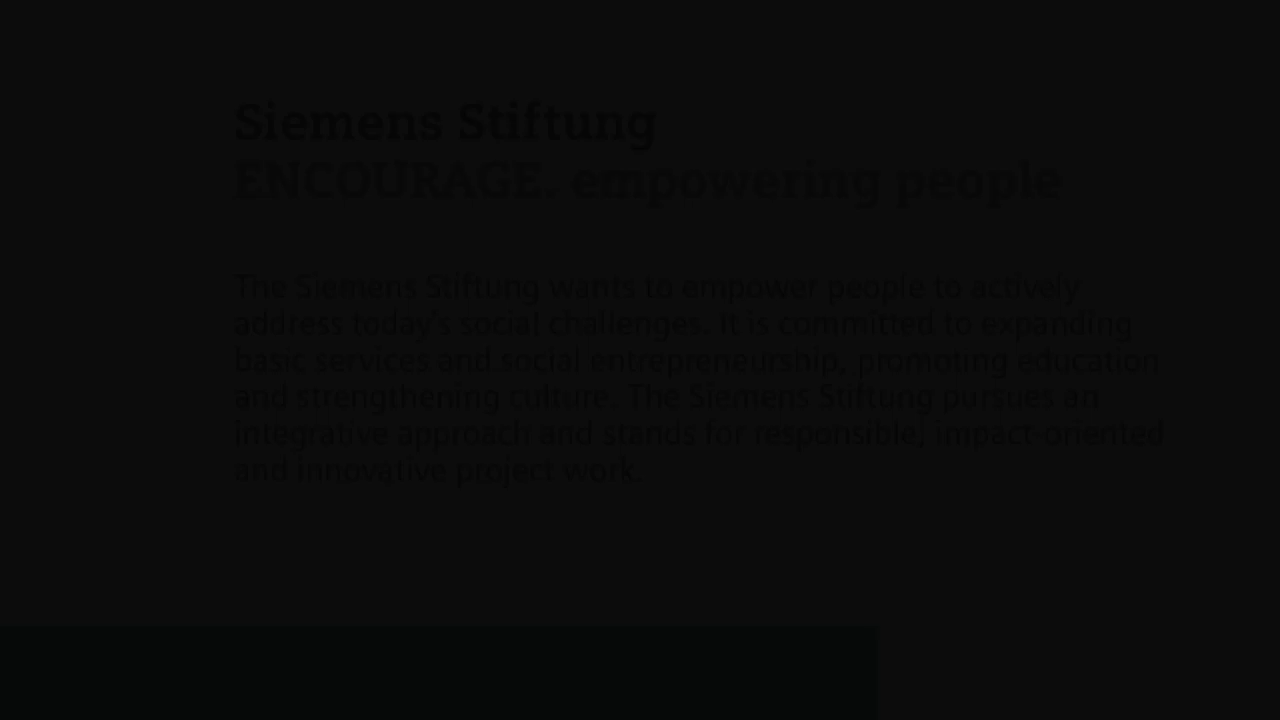 Siemens Stiftung
ENCOURAGE. empowering people
The Siemens Stiftung wants to empower people to actively
address today's social challenges. It is committed to expanding
basic services and social entrepreneurship, promoting education
and strengthening culture. The Siemens Stiftung pursues an
integrative approach and stands for responsible, impact-oriented
and innovative project work.